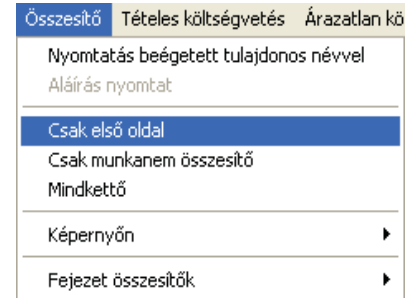 Összesítő Tételes költségvetés Árazatlan kö
Nyomtatás beégetett tulajdonos névvel
Aláírás nyomtat
Csak első oldal
Csak munkanem összesítő
Mindkettő
Képernyőn
Fejezet összesítők